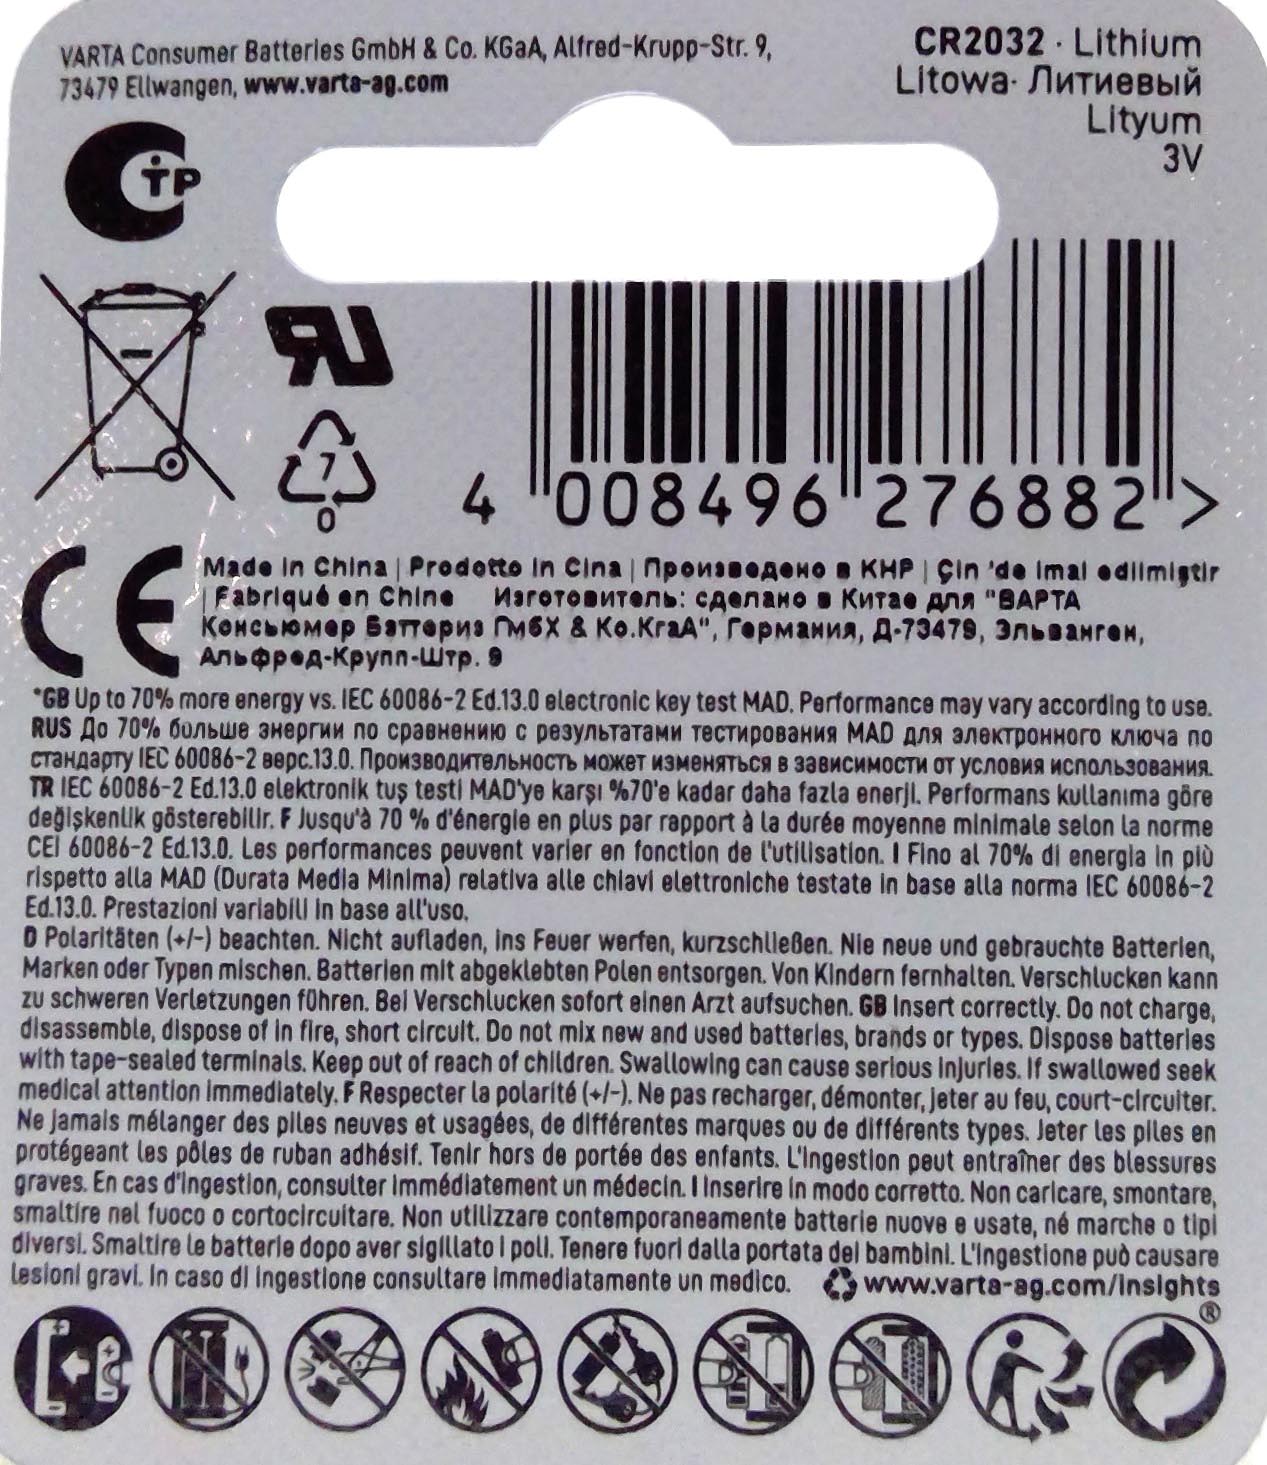 VARTA Consumer Batteries GmbH & Co. KGaA, Alfred-Krupp-Str. 9,
73479 Ellwangen, www.varta-ag.com
CR2032 · Lithium
Litowa· Литиевый
Lityum
3V
CTP
7
0
4 008496 276882 >
CE Made in China | Prodotto in Cina | Произведено в КНР | Çin 'de imal edilmiştir
| Fabriqué en Chine Изготовитель: сделано в Китае для "ВАРТА
Консьюмер Баттериз ГмбХ & Ко.КгаА", Германия, Д-73479, Эльванген,
Альфред-Крупп-Штр. 9
*GB Up to 70% more energy vs. IEC 60086-2 Ed.13.0 electronic key test MAD. Performance may vary according to use.
RUS До 70% больше энергии по сравнению с результатами тестирования MAD для электронного ключа по
стандарту IEC 60086-2 верс.13.0. Производительность может изменяться в зависимости от условия использования.
TR IEC 60086-2 Ed.13.0 elektronik tuş testi MAD'ye karşı %70'e kadar daha fazla enerji. Performans kullanıma göre
değişkenlik gösterebilir. F Jusqu'à 70 % d'énergie en plus par rapport à la durée moyenne minimale selon la norme
CEI 60086-2 Ed.13.0. Les performances peuvent varier en fonction de l'utilisation. I Fino al 70% di energia in più
rispetto alla MAD (Durata Media Minima) relativa alle chiavi elettroniche testate in base alla norma IEC 60086-2
Ed.13.0. Prestazioni variabili in base all'uso.
D Polaritäten (+/-) beachten. Nicht aufladen, ins Feuer werfen, kurzschließen. Nie neue und gebrauchte Batterien,
Marken oder Typen mischen. Batterien mit abgeklebten Polen entsorgen. Von Kindern fernhalten. Verschlucken kann
zu schweren Verletzungen führen. Bei Verschlucken sofort einen Arzt aufsuchen. GB Insert correctly. Do not charge,
disassemble, dispose of in fire, short circuit. Do not mix new and used batteries, brands or types. Dispose batteries
with tape-sealed terminals. Keep out of reach of children. Swallowing can cause serious injuries. If swallowed seek
medical attention immediately. F Respecter la polarité (+/-). Ne pas recharger, démonter, jeter au feu, court-circuiter.
Ne jamais mélanger des piles neuves et usagées, de différentes marques ou de différents types. Jeter les piles en
protégeant les pôles de ruban adhésif. Tenir hors de portée des enfants. L'ingestion peut entraîner des blessures
graves. En cas d'ingestion, consulter immédiatement un médecin. I Inserire in modo corretto. Non caricare, smontare,
smaltire nel fuoco o cortocircuitare. Non utilizzare contemporaneamente batterie nuove e usate, né marche o tipi
diversi. Smaltire le batterie dopo aver sigillato i poli. Tenere fuori dalla portata dei bambini. L'ingestione può causare
lesioni gravi. In caso di ingestione consultare immediatamente un medico. www.varta-ag.com/insights
®